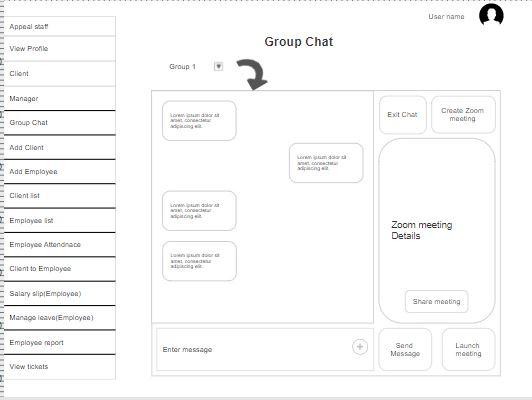 User name
Appeal staff
View Profile
Client
Manager
Group Chat
Add Client
Add Employee
Client list
Employee list
Employee Attendnace
Client to Employee
Salary slip(Employee)
Manage leave(Employee)
Employee report
View tickets
Group Chat
Group 1
Lorem ipsum dolor sit
amet, consectetur
adipiscing elit.
Lorem ipsum dolor sit
amet, consectetur
adipiscing elit.
Lorem ipsum dolor sit
amet, consectetur
adipiscing elit.
Lorem ipsum dolor sit
amet, consectetur
adipiscing elit.
Enter message
Exit Chat
Create Zoom
meeting
Zoom meeting
Details
Share meeting
Send
Message
Launch
meeting